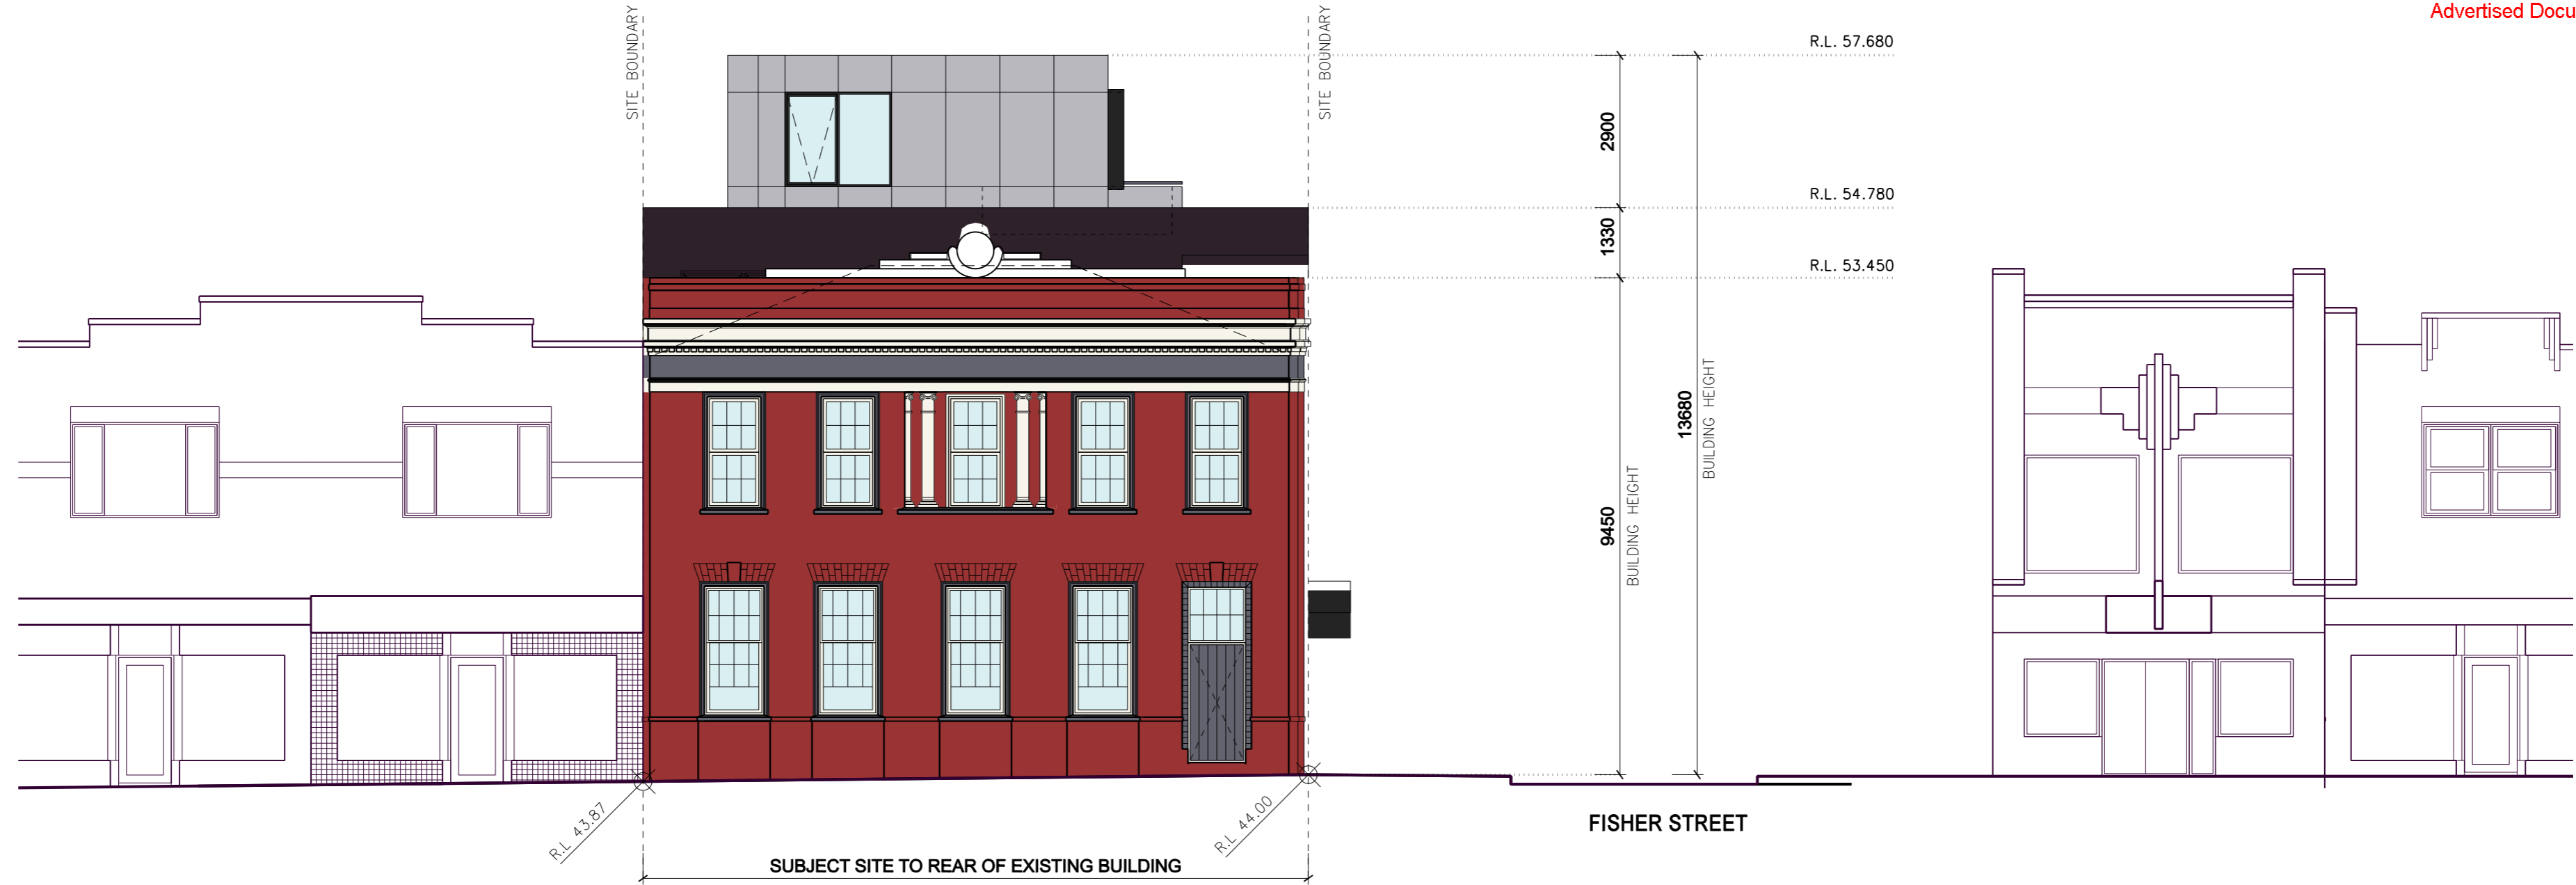 Advertised Docu
SITE BOUNDARY
SITE BOUNDARY
R.L. 57.680
2900
R.L. 54.780
1330
R.L. 53.450
13680
BUILDING HEIGHT
9450
BUILDING HEIGHT
R.L 43.87
R.L 44.00
FISHER STREET
SUBJECT SITE TO REAR OF EXISTING BUILDING